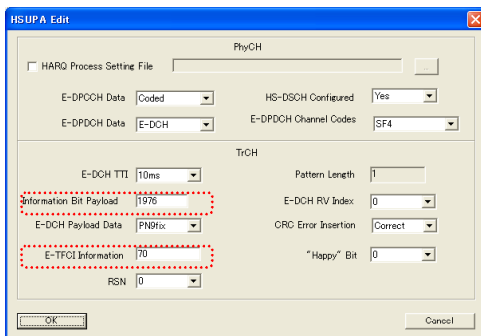 HSUPA Edit
PhyCH
HARQ Process Setting File
...
E-DPCCH Data Coded HS-DSCH Configured Yes
E-DPDCH Data E-DCH E-DPDCH Channel Codes SF4
TrCH
E-DCH TTI 10ms Pattern Length 1
Information Bit Payload 1976 E-DCH RV Index 0
E-DCH Payload Data PN9fix CRC Error Insertion Correct
E-TFCI Information 70 "Happy" Bit 0
RSN 0
OK Cancel